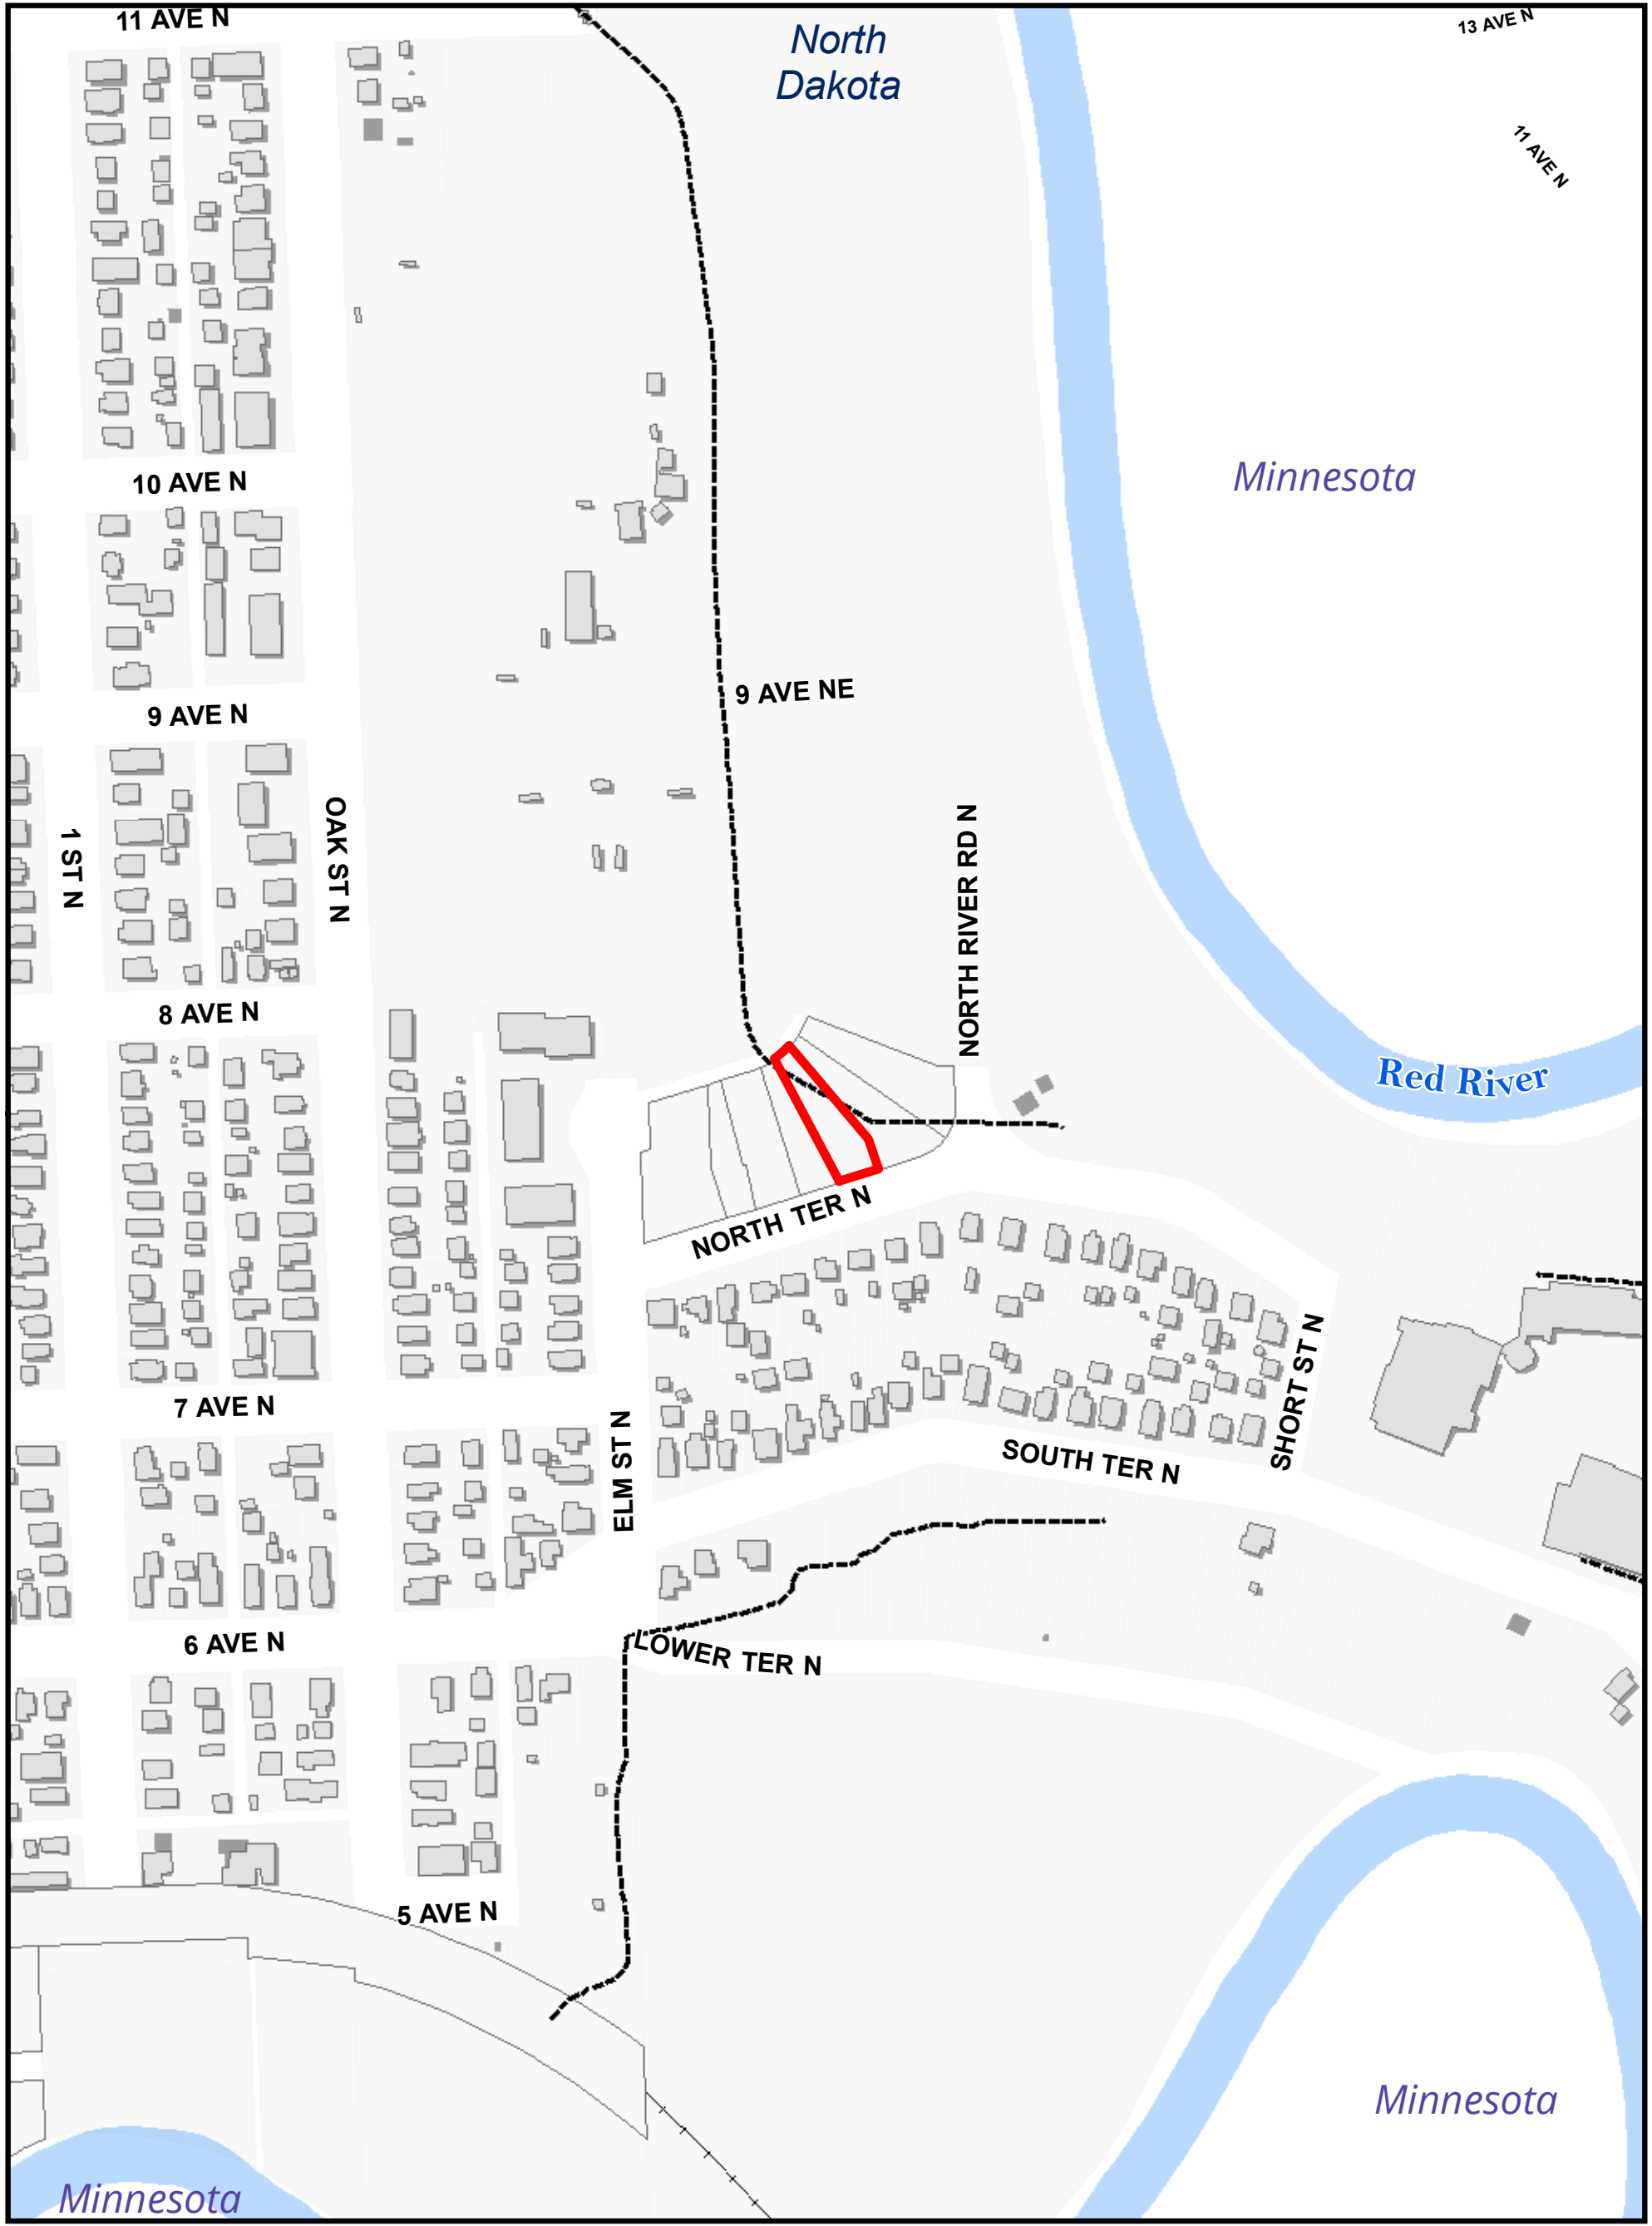 11 AVE N
North
Dakota
13 AVE N
11 AVE N
10 AVE N
Minnesota
9 AVE NE
9 AVE N
1 ST N
OAK ST N
NORTH RIVER RD N
8 AVE N
Red River
NORTH TER N
SHORT ST N
7 AVE N
ELM ST N
SOUTH TER N
6 AVE N
LOWER TER N
5 AVE N
Minnesota
Minnesota